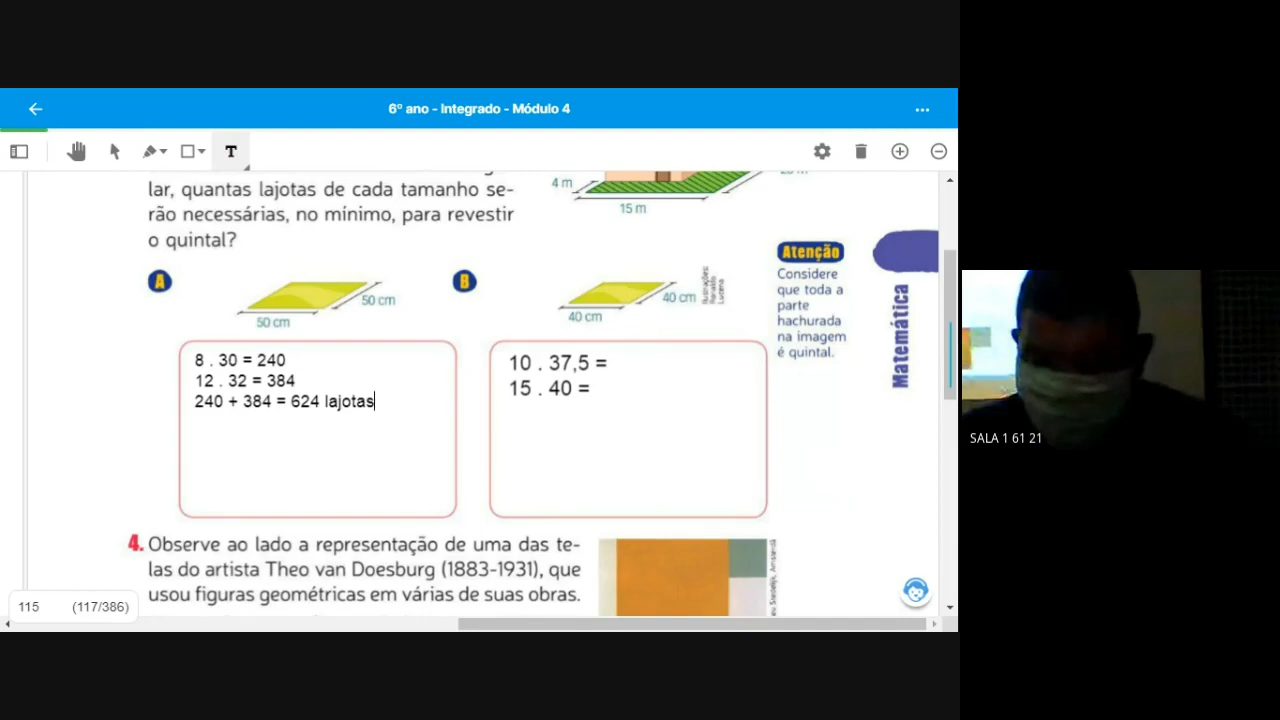 6º ano - Integrado - Módulo 4
T
lar, quantas lajotas de cada tamanho se-
rão necessárias, no mínimo, para revestir
o quintal?
4 m
15 m
A
50 cm
50 cm
B
40 cm
40 cm
Ilustrações:
Ronaldo
Lucena
Atenção
Considere
que toda a
parte
hachurada
na imagem
é quintal.
Matemática
8 . 30 = 240
12 . 32 = 384
240 + 384 = 624 lajotas
10 . 37,5 =
15 . 40 =
4. Observe ao lado a representação de uma das te-
las do artista Theo van Doesburg (1883-1931), que
usou figuras geométricas em várias de suas obras.
115 (117/386)
SALA 1 61 21